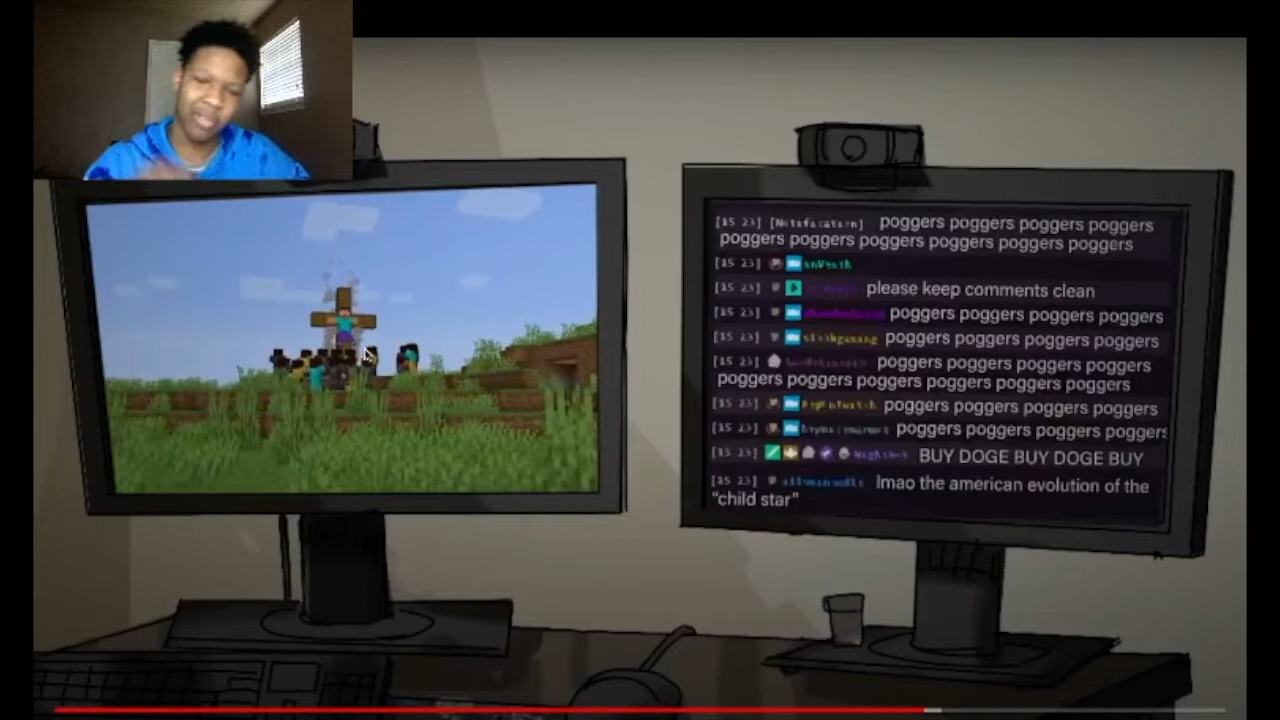 [15 23] [Notification] poggers poggers poggers poggers
poggers poggers poggers poggers poggers poggers
[15 23]
[15 23] please keep comments clean
[15 23] poggers poggers poggers poggers
[15 23] poggers poggers poggers poggers
[15 23] poggers poggers poggers poggers
poggers poggers poggers poggers poggers poggers
[15 23] poggers poggers poggers poggers
[15 23] poggers poggers poggers poggers
[15 23] BUY DOGE BUY DOGE BUY
[15 23] lmao the american evolution of the
"child star"